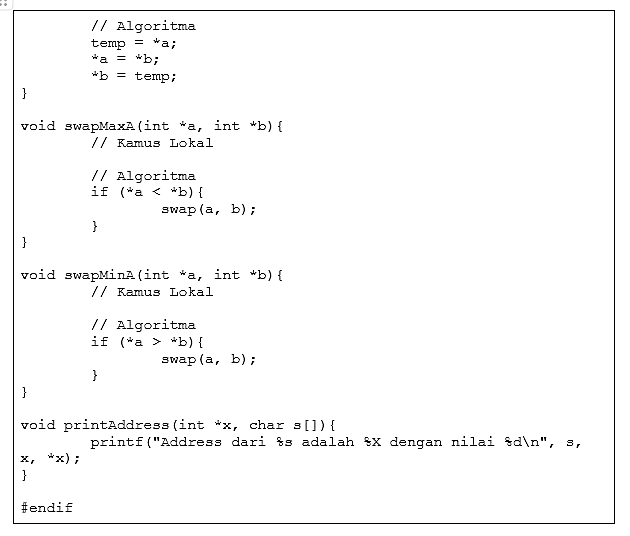 // Algoritma
temp = *a;
*a = *b;
*b = temp;
}
void swapMaxA(int *a, int *b){
// Kamus Lokal
// Algoritma
if (*a < *b){
swap(a, b);
}
}
void swapMinA(int *a, int *b){
// Kamus Lokal
// Algoritma
if (*a > *b){
swap(a, b);
}
}
void printAddress(int *x, char s[]){
printf("Address dari %s adalah %X dengan nilai %d\n", s,
x, *x);
}
#endif